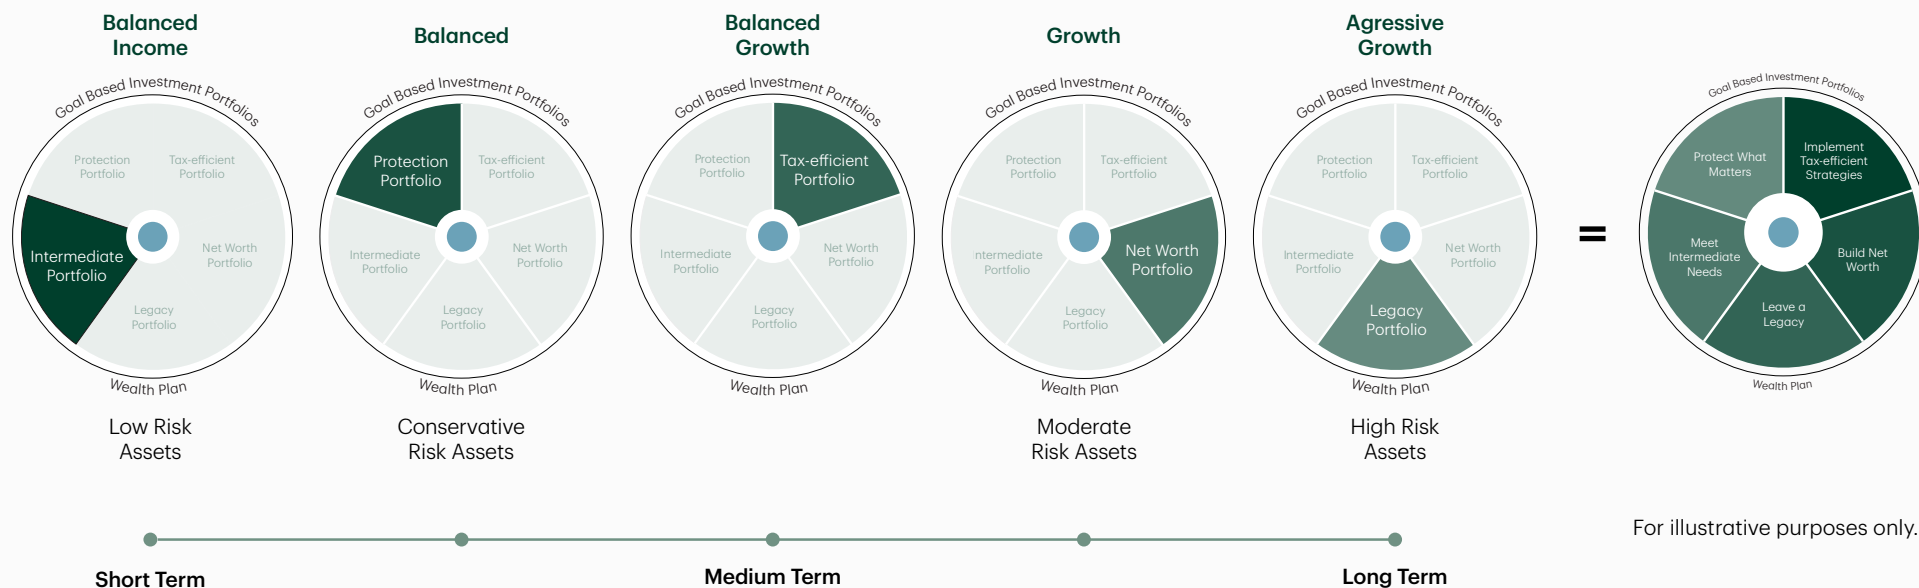 Balanced
Income
Goal Based Investment Portfolios
Protection
Portfolio
Tax-efficient
Portfolio
Intermediate
Portfolio
Net Worth
Portfolio
Legacy
Portfolio
Wealth Plan
Low Risk
Assets
Balanced
Goal Based Investment Portfolios
Protection
Portfolio
Tax-efficient
Portfolio
Intermediate
Portfolio
Net Worth
Portfolio
Legacy
Portfolio
Wealth Plan
Conservative
Risk Assets
Balanced
Growth
Goal Based Investment Portfolios
Protection
Portfolio
Tax-efficient
Portfolio
Intermediate
Portfolio
Net Worth
Portfolio
Legacy
Portfolio
Wealth Plan
Growth
Goal Based Investment Portfolios
Protection
Portfolio
Tax-efficient
Portfolio
ntermediate
Portfolio
Net Worth
Portfolio
Legacy
Portfolio
Wealth Plan
Moderate
Risk Assets
Agressive
Growth
Goal Based Investment Portfolios
Protection
Portfolio
Tax-efficient
Portfolio
Intermediate
Portfolio
Net Worth
Portfolio
Legacy
Portfolio
Wealth Plan
High Risk
Assets
=
Goal Based Investment Portfolios
Protect What
Matters
Implement
Tax-efficient
Strategies
Meet
Intermediate
Needs
Build Net
Worth
Leave a
Legacy
Wealth Plan
For illustrative purposes only.
Short Term
Medium Term
Long Term